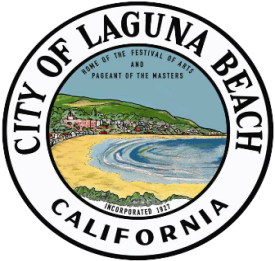 CITY OF LAGUNA BEACH
HOME OF THE FESTIVAL OF ARTS
AND
PAGEANT OF THE MASTERS
INCORPORATED 1927
CALIFORNIA